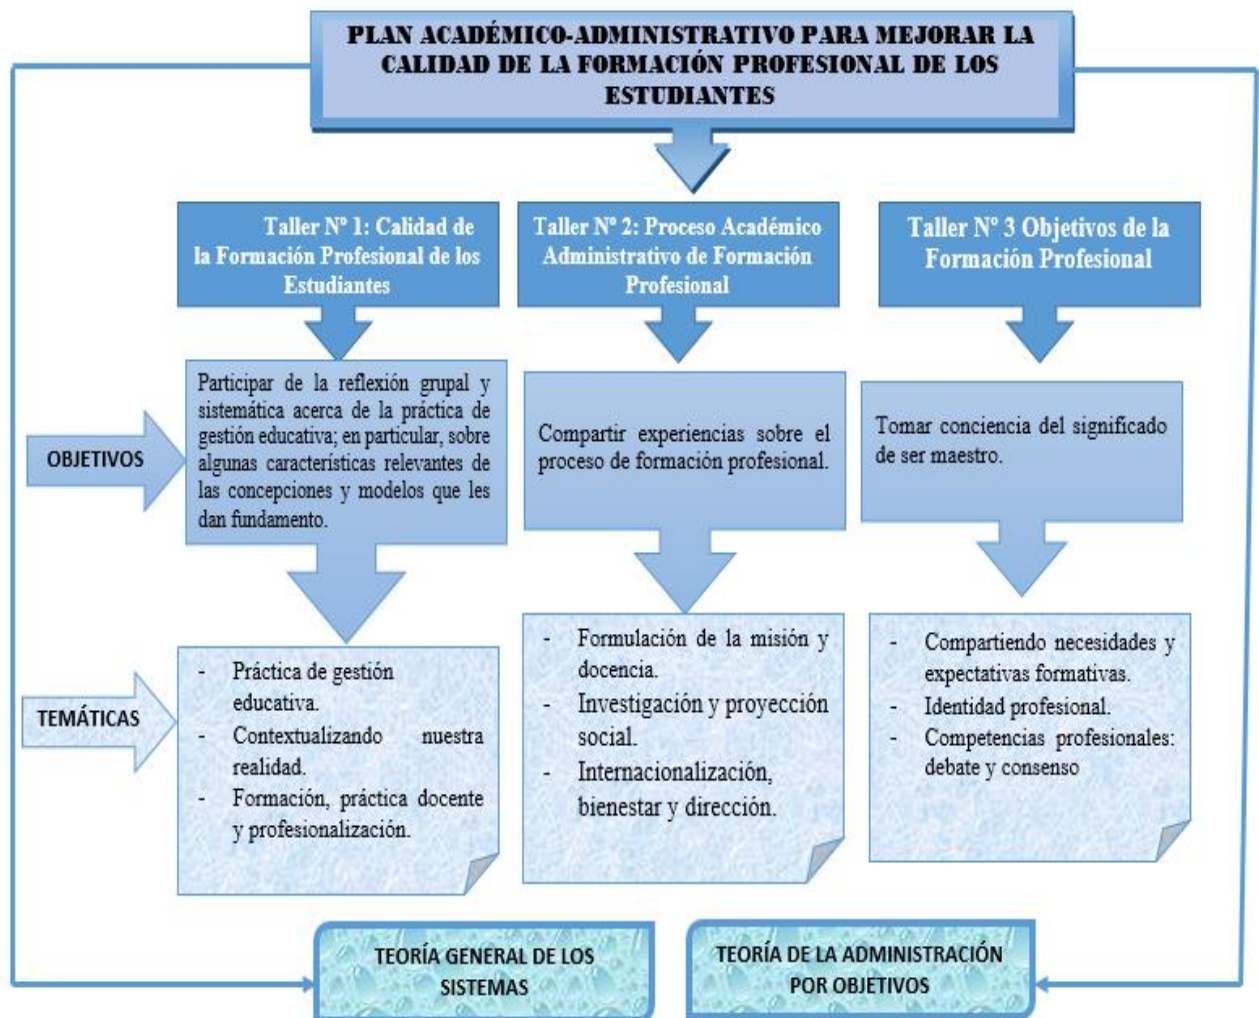 PLAN ACADÉMICO-ADMINISTRATIVO PARA MEJORAR LA
CALIDAD DE LA FORMACIÓN PROFESIONAL DE LOS
ESTUDIANTES
Taller Nº 1: Calidad de
la Formación Profesional de los
Estudiantes
Taller Nº 2: Proceso Académico
Administrativo de Formación
Profesional
Taller Nº 3 Objetivos de la
Formación Profesional
OBJETIVOS
Participar de la reflexión grupal y
sistemática acerca de la práctica de
gestión educativa; en particular, sobre
algunas características relevantes de
las concepciones y modelos que les
dan fundamento.
Compartir experiencias sobre el
proceso de formación profesional.
Tomar conciencia del significado
de ser maestro.
TEMÁTICAS
- Práctica de gestión
educativa.
- Contextualizando nuestra
realidad.
- Formación, práctica docente
y profesionalización.
- Formulación de la misión y
docencia.
- Investigación y proyección
social.
- Internacionalización,
bienestar y dirección.
- Compartiendo necesidades y
expectativas formativas.
- Identidad profesional.
- Competencias profesionales:
debate y consenso
TEORÍA GENERAL DE LOS
SISTEMAS
TEORÍA DE LA ADMINISTRACIÓN
POR OBJETIVOS